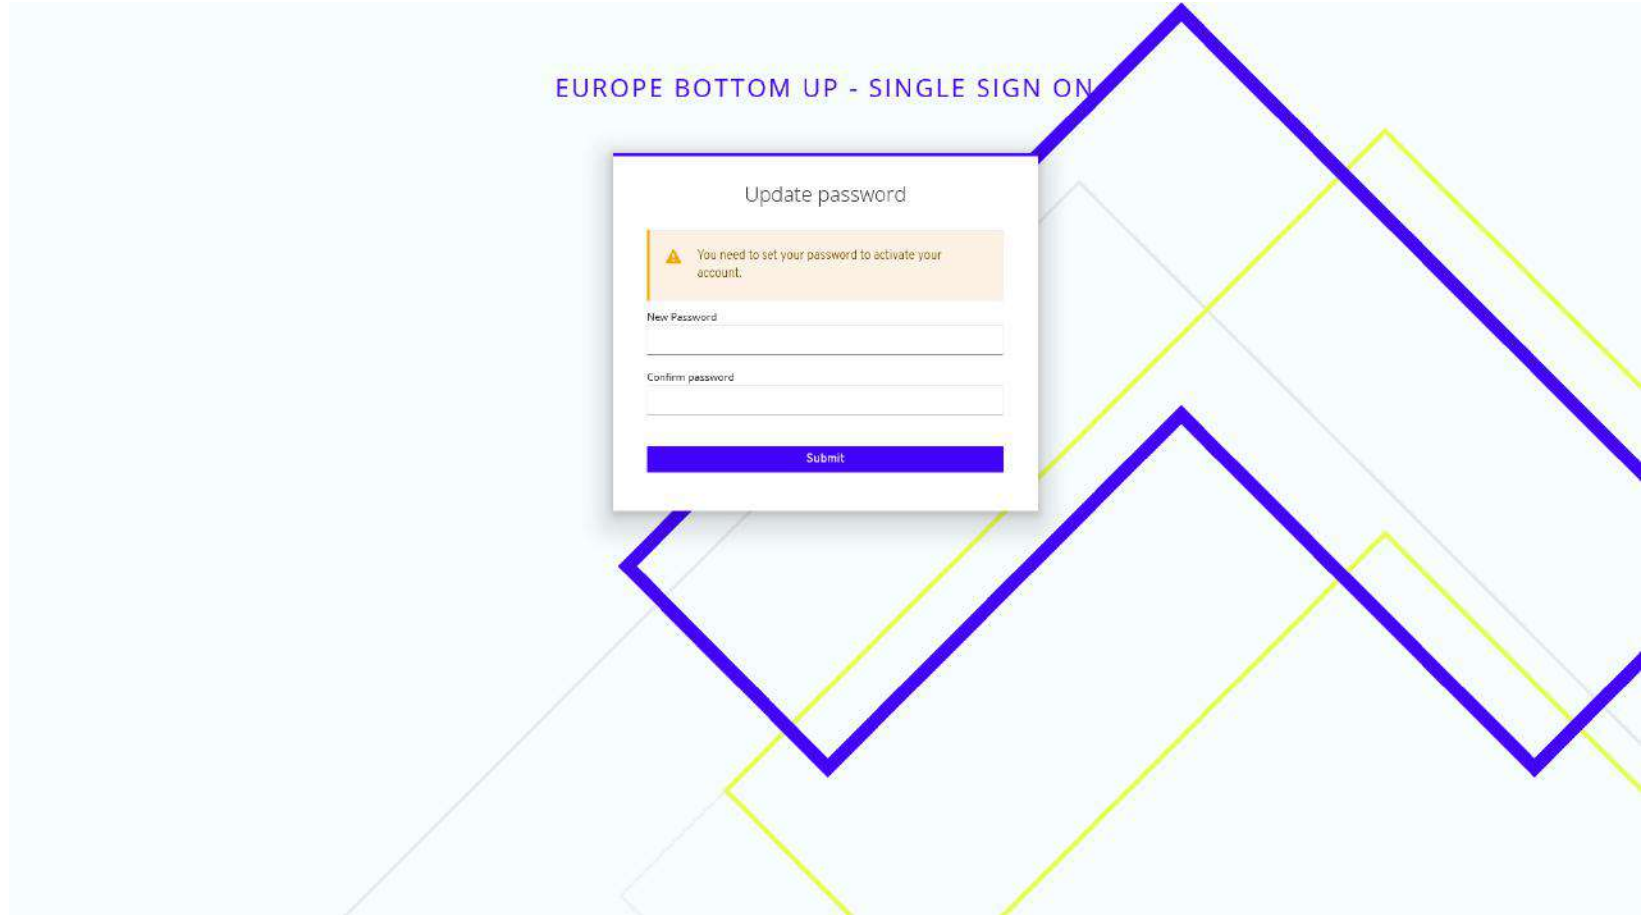 EUROPE BOTTOM UP - SINGLE SIGN ON
Update password
You need to set your password to activate your
account.
New Password
Confirm password
Submit